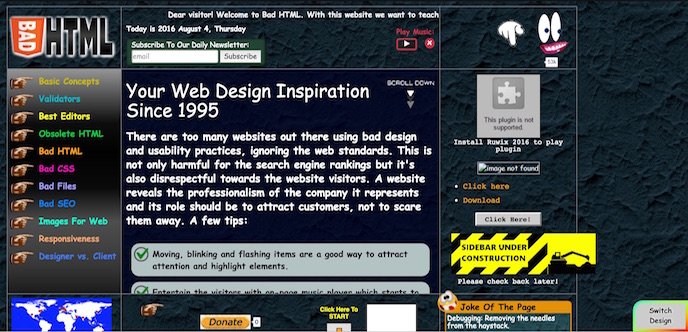 BAD HTML
Dear visitor! Welcome to Bad HTML. With this website we want to teach
Today is 2016 August 4, Thursday
Subscribe To Our Daily Newsletter:
email Subscribe
Play Music:
53k
Basic Concepts
Validators
Best Editors
Obsolete HTML
Bad HTML
Bad CSS
Bad Files
Bad SEO
Images For Web
Responsiveness
Designer vs. Client
SCROLL DOWN
Your Web Design Inspiration
Since 1995
There are too many websites out there using bad design
and usability practices, ignoring the web standards. This is
not only harmful for the search engine rankings but it's
also disrespectful towards the website visitors. A website
reveals the professionalism of the company it represents
and its role should be to attract customers, not to scare
them away. A few tips:
Moving, blinking and flashing items are a good way to attract
attention and highlight elements.
Entertain the visitors with on-page music player which starts to
This plugin is not
supported.
Install Ruwix 2016 to play
plugin
image not found
Click here
Download
Click Here!
SIDEBAR UNDER
CONSTRUCTION
Please check back later!
Donate 0
Click Here To
START
Joke Of The Page
Debugging: Removing the needles
from the haystack.
Switch
Design